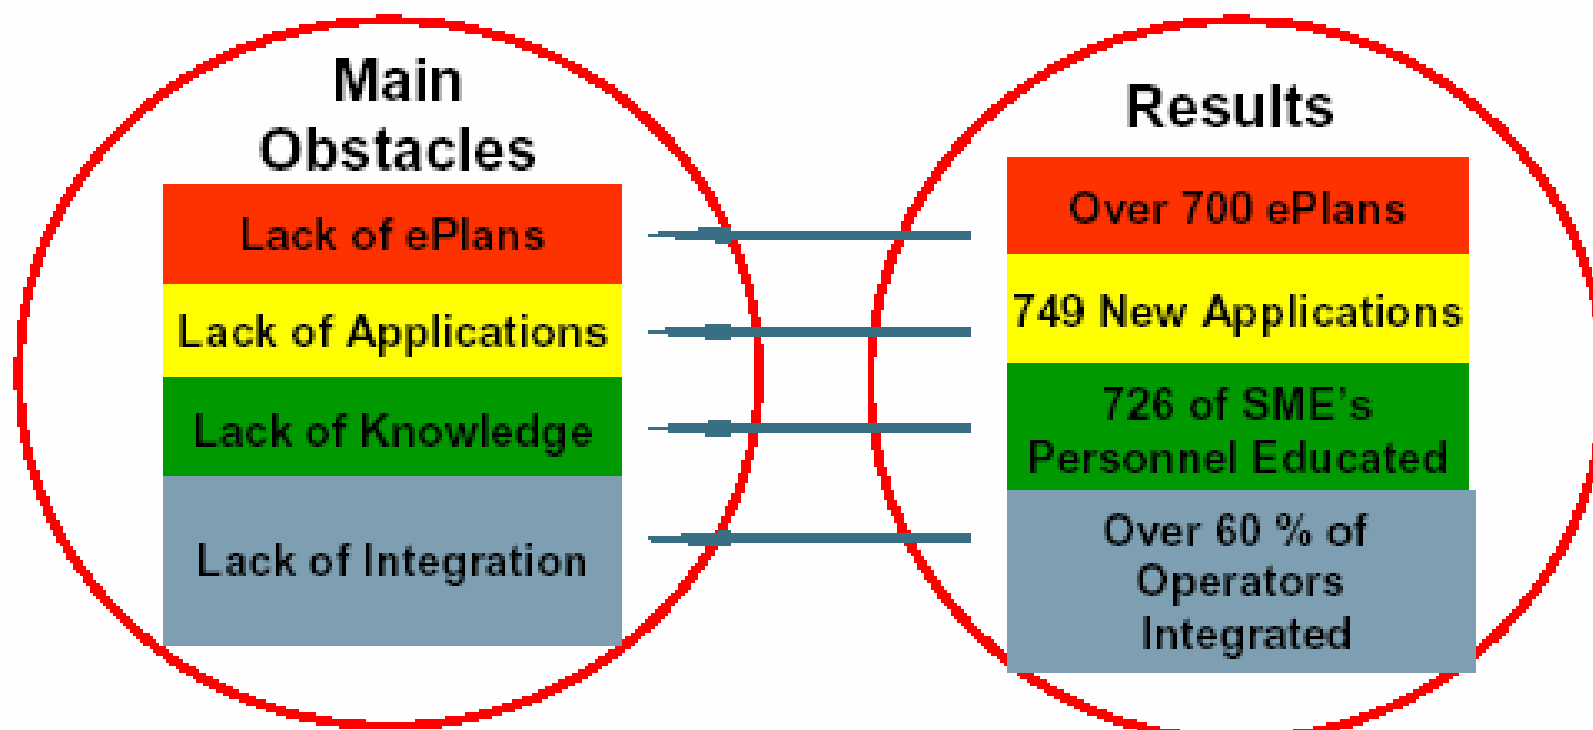 Main
Obstacles
Lack of ePlans
Lack of Applications
Lack of Knowledge
Lack of Integration
Results
Over 700 ePlans
749 New Applications
726 of SME's
Personnel Educated
Over 60 % of
Operators
Integrated